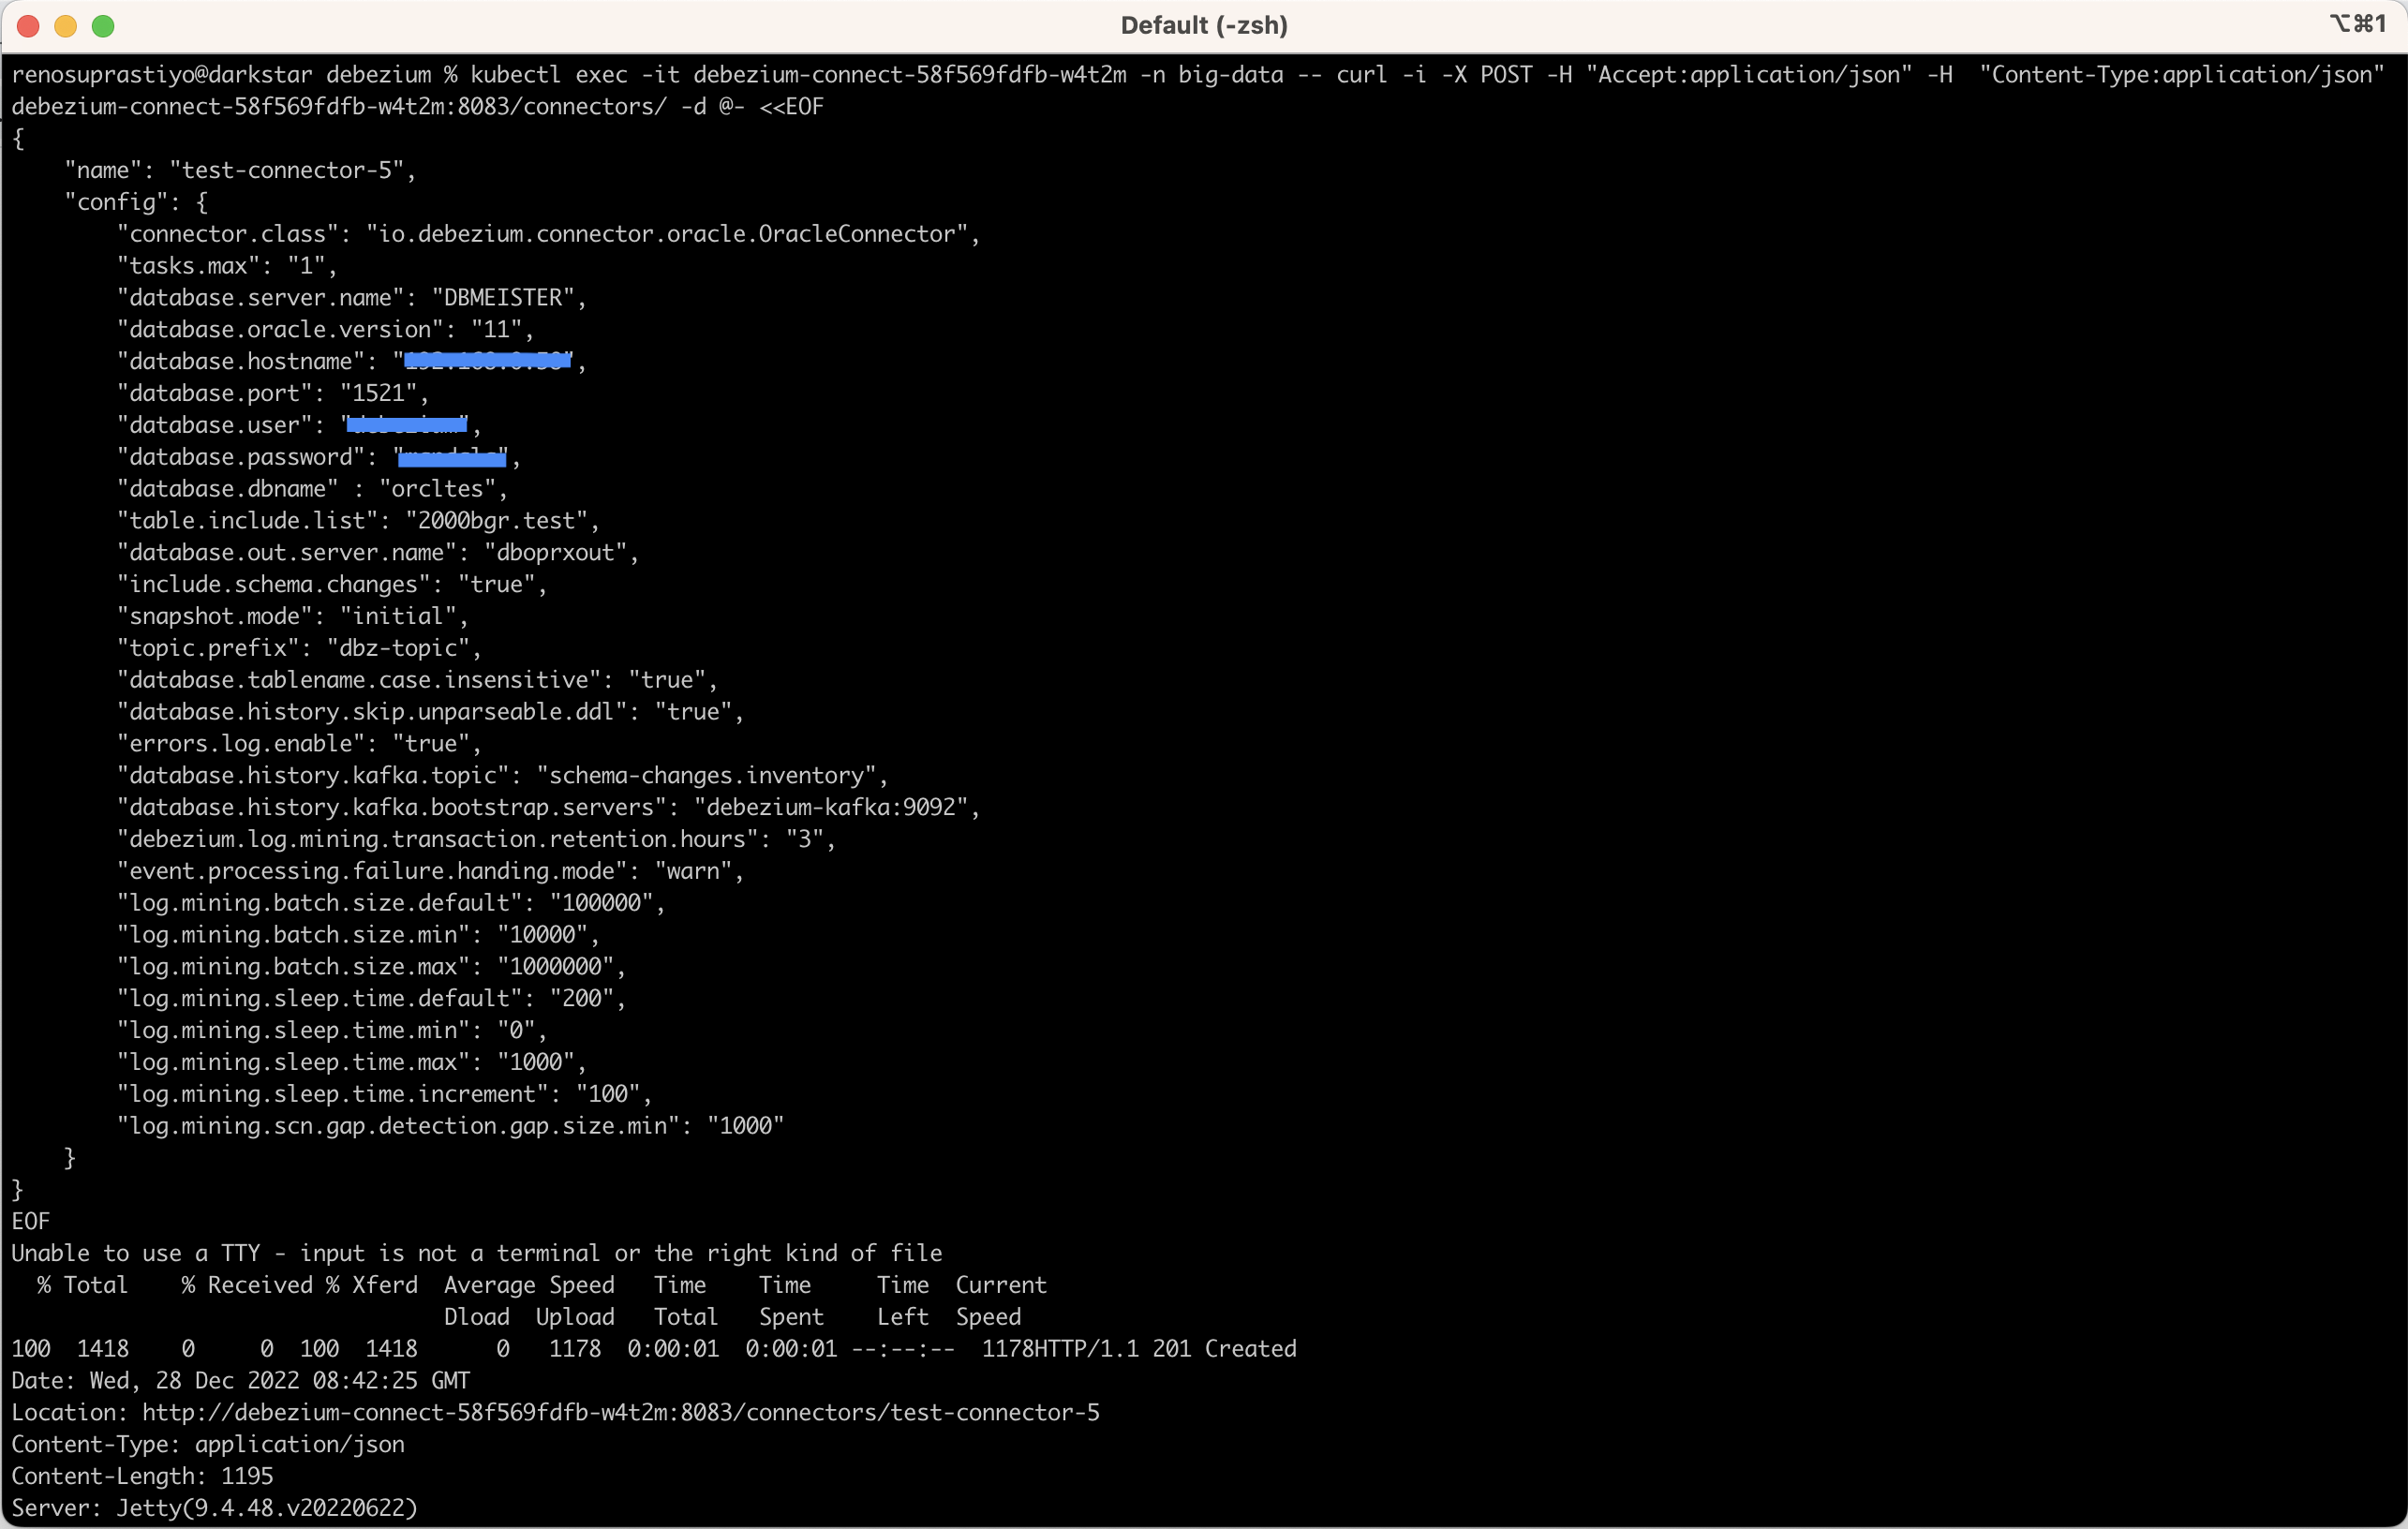 Default (-zsh)
⌥⌘1
renosuprastiyo@darkstar debezium % kubectl exec -it debezium-connect-58f569fdfb-w4t2m -n big-data -- curl -i -X POST -H "Accept:application/json" -H  "Content-Type:application/json"
debezium-connect-58f569fdfb-w4t2m:8083/connectors/ -d @- <<EOF
{
    "name": "test-connector-5",
    "config": {
        "connector.class": "io.debezium.connector.oracle.OracleConnector",
        "tasks.max": "1",
        "database.server.name": "DBMEISTER",
        "database.oracle.version": "11",
        "database.hostname": "",
        "database.port": "1521",
        "database.user": "",
        "database.password": "",
        "database.dbname" : "orcltes",
        "table.include.list": "2000bgr.test",
        "database.out.server.name": "dboprxout",
        "include.schema.changes": "true",
        "snapshot.mode": "initial",
        "topic.prefix": "dbz-topic",
        "database.tablename.case.insensitive": "true",
        "database.history.skip.unparseable.ddl": "true",
        "errors.log.enable": "true",
        "database.history.kafka.topic": "schema-changes.inventory",
        "database.history.kafka.bootstrap.servers": "debezium-kafka:9092",
        "debezium.log.mining.transaction.retention.hours": "3",
        "event.processing.failure.handing.mode": "warn",
        "log.mining.batch.size.default": "100000",
        "log.mining.batch.size.min": "10000",
        "log.mining.batch.size.max": "1000000",
        "log.mining.sleep.time.default": "200",
        "log.mining.sleep.time.min": "0",
        "log.mining.sleep.time.max": "1000",
        "log.mining.sleep.time.increment": "100",
        "log.mining.scn.gap.detection.gap.size.min": "1000"
    }
}
EOF
Unable to use a TTY - input is not a terminal or the right kind of file
  % Total    % Received % Xferd  Average Speed   Time    Time     Time  Current
                                 Dload  Upload   Total   Spent    Left  Speed
100  1418    0     0  100  1418      0   1178  0:00:01  0:00:01 --:--:--  1178HTTP/1.1 201 Created
Date: Wed, 28 Dec 2022 08:42:25 GMT
Location: http://debezium-connect-58f569fdfb-w4t2m:8083/connectors/test-connector-5
Content-Type: application/json
Content-Length: 1195
Server: Jetty(9.4.48.v20220622)